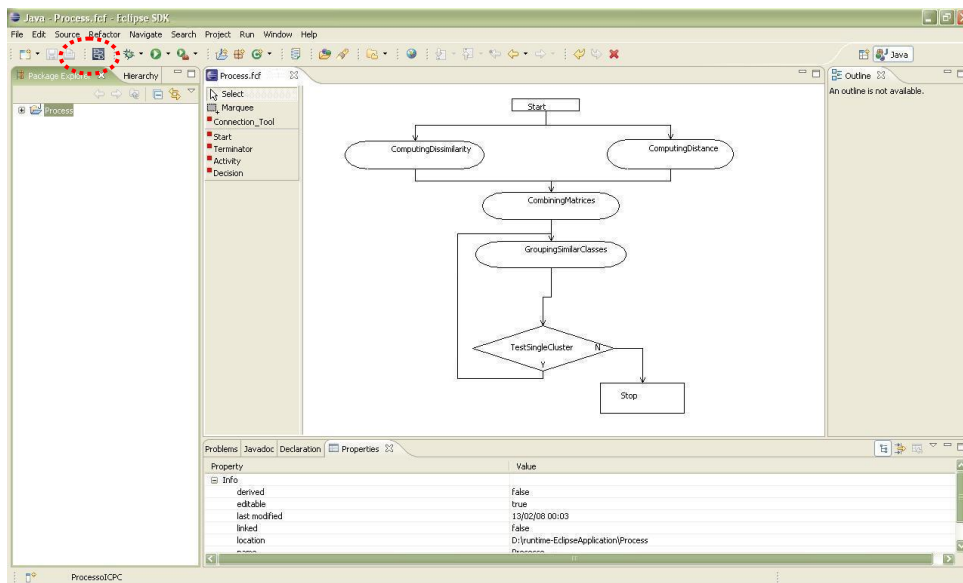 Java - Process.fcf - Eclipse SDK
File Edit Source Refactor Navigate Search Project Run Window Help
Java
Package Explorer
Hierarchy
Process
Process.fcf
Select
Marquee
Connection_Tool
Start
Terminator
Activity
Decision
Start
ComputingDissimilarity
ComputingDistance
CombiningMatrices
GroupingSimilarClasses
TestSingleCluster
N
Y
Stop
Outline
An outline is not available.
Problems Javadoc Declaration Properties
Property Value
Info
derived false
editable true
last modified 13/02/08 00:03
linked false
location D:\runtime-EclipseApplication\Process
ProcessoICPC